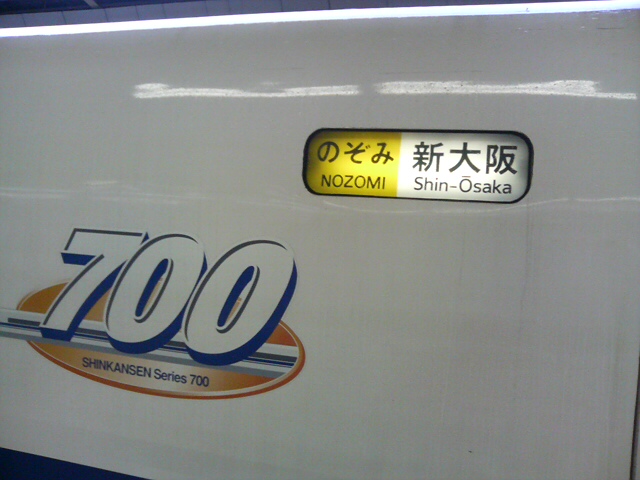 のぞみ 新大阪
NOZOMI Shin-Ōsaka
700
SHINKANSEN Series 700